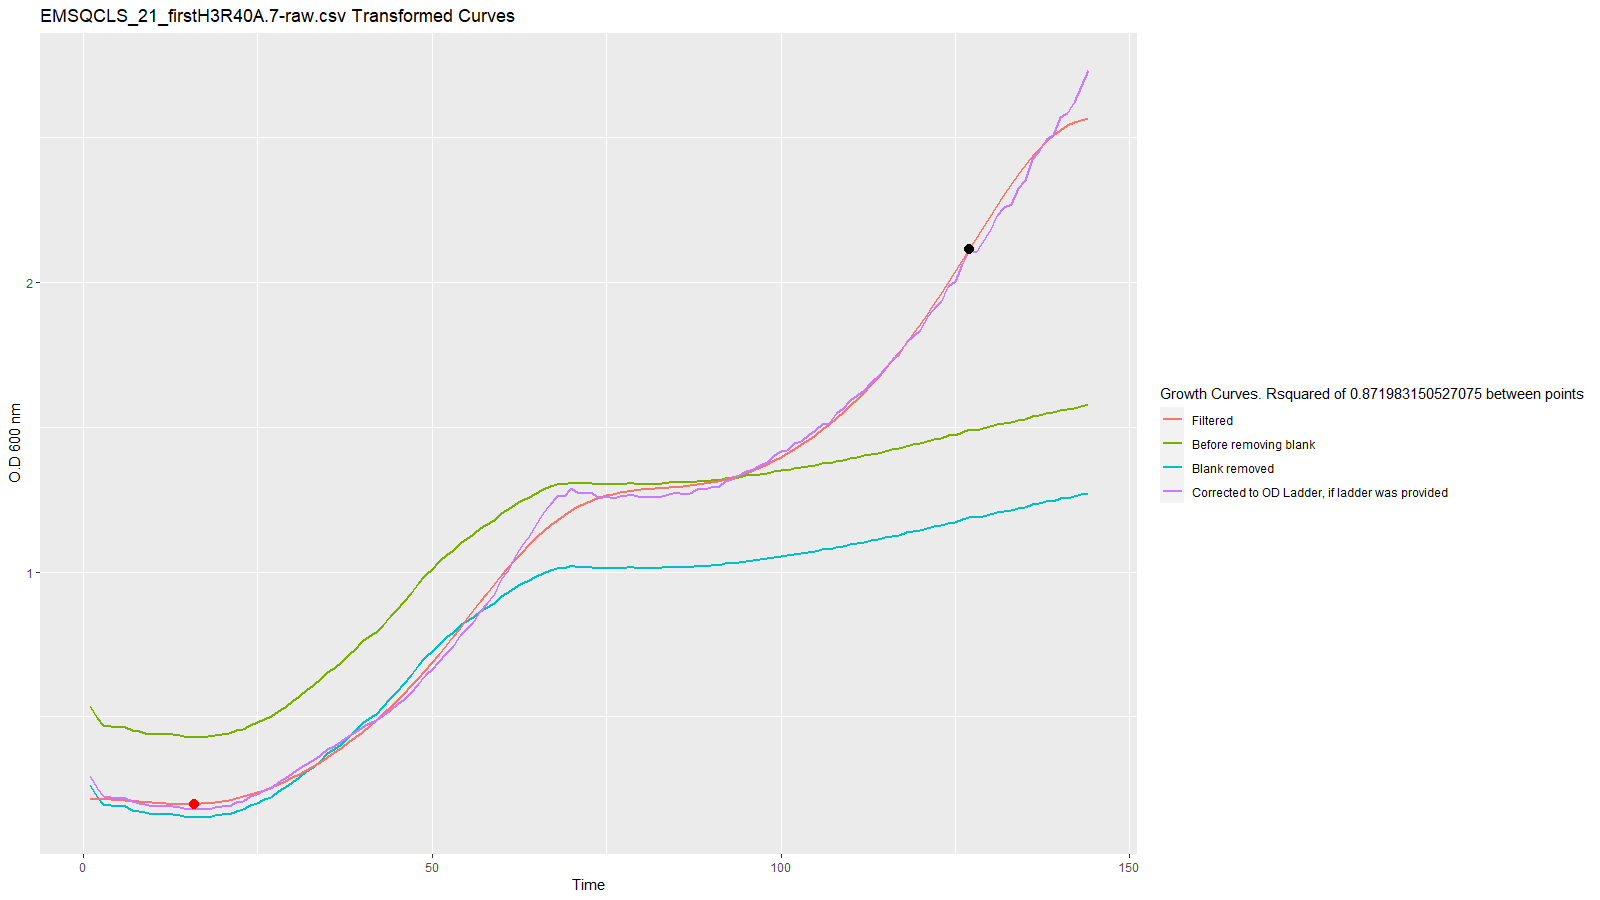 EMSQCLS_21_firstH3R40A.7-raw.csv Transformed Curves
O.D 600 nm
2
1
0
50
100
150
Time
Growth Curves. Rsquared of 0.871983150527075 between points
Filtered
Before removing blank
Blank removed
Corrected to OD Ladder, if ladder was provided